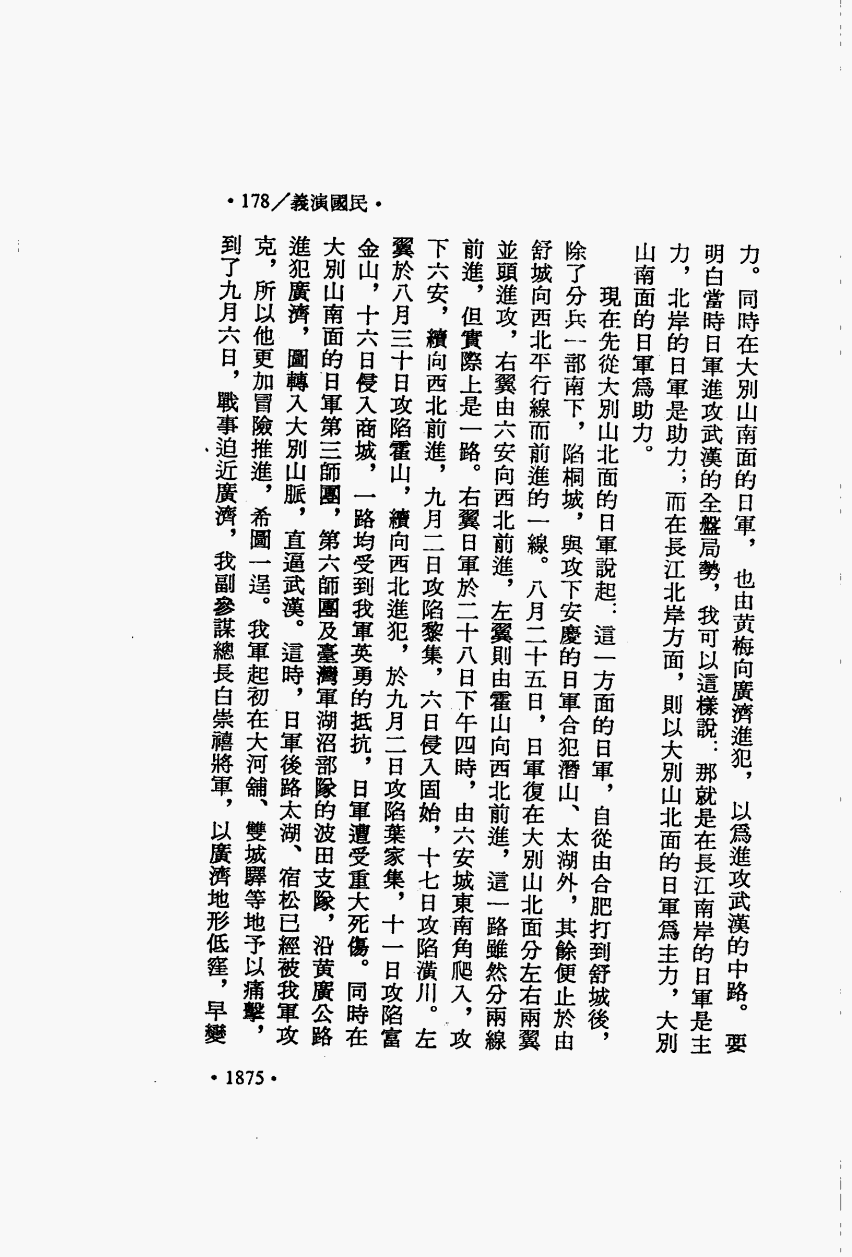 •178／義演國民•
力。同時在大別山南面的日軍，也由黃梅向廣濟進犯，以爲進攻武漢的中路。要
明白當時日軍進攻武漢的全盤局勢，我可以這樣說：那就是在長江南岸的日軍是主
力，北岸的日軍是助力；而在長江北岸方面，則以大別山北面的日軍爲主力，大別
山南面的日軍爲助力。
現在先從大別山北面的日軍說起：這一方面的日軍，自從由合肥打到舒城後，
除了分兵一部南下，陷桐城，與攻下安慶的日軍合犯潛山、太湖外，其餘便止於由
舒城向西北平行線而前進的一線。八月二十五日，日軍復在大別山北面分左右兩翼
並頭進攻，右翼由六安向西北前進，左翼則由霍山向西北前進，這一路雖然分兩線
前進，但實際上是一路。右翼日軍於二十八日下午四時，由六安城東南角爬入，攻
下六安，續向西北前進，九月二日攻陷黎集，六日侵入固始，十七日攻陷潢川。左
翼於八月三十日攻陷霍山，續向西北進犯，於九月二日攻陷葉家集，十一日攻陷富
金山，十六日侵入商城，一路均受到我軍英勇的抵抗，日軍遭受重大死傷。同時在
大別山南面的日軍第三師團，第六師團及臺灣軍湖沼部隊的波田支隊，沿黃廣公路
進犯廣濟，圖轉入大別山脈，直逼武漢。這時，日軍後路太湖、宿松已經被我軍攻
克，所以他更加冒險推進，希圖一逞。我軍起初在大河舖、雙城驛等地予以痛擊，
到了九月六日，戰事迫近廣濟，我副參謀總長白崇禧將軍，以廣濟地形低窪，早變
•1875•